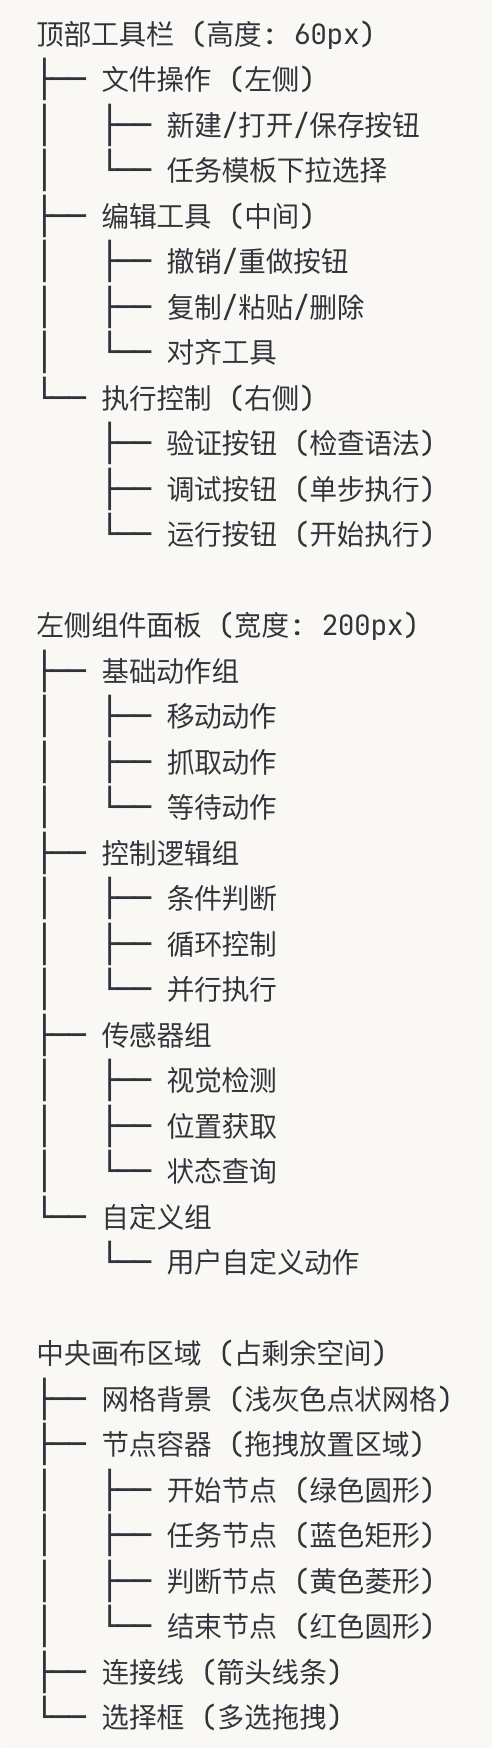 顶部工具栏 (高度: 60px)
├── 文件操作 (左侧)
│   ├── 新建/打开/保存按钮
│   └── 任务模板下拉选择
├── 编辑工具 (中间)
│   ├── 撤销/重做按钮
│   ├── 复制/粘贴/删除
│   └── 对齐工具
└── 执行控制 (右侧)
    ├── 验证按钮 (检查语法)
    ├── 调试按钮 (单步执行)
    └── 运行按钮 (开始执行)

左侧组件面板 (宽度: 200px)
├── 基础动作组
│   ├── 移动动作
│   ├── 抓取动作
│   └── 等待动作
├── 控制逻辑组
│   ├── 条件判断
│   ├── 循环控制
│   └── 并行执行
├── 传感器组
│   ├── 视觉检测
│   ├── 位置获取
│   └── 状态查询
└── 自定义组
    └── 用户自定义动作

中央画布区域 (占剩余空间)
├── 网格背景 (浅灰色点状网格)
├── 节点容器 (拖拽放置区域)
│   ├── 开始节点 (绿色圆形)
│   ├── 任务节点 (蓝色矩形)
│   ├── 判断节点 (黄色菱形)
│   └── 结束节点 (红色圆形)
├── 连接线 (箭头线条)
└── 选择框 (多选拖拽)